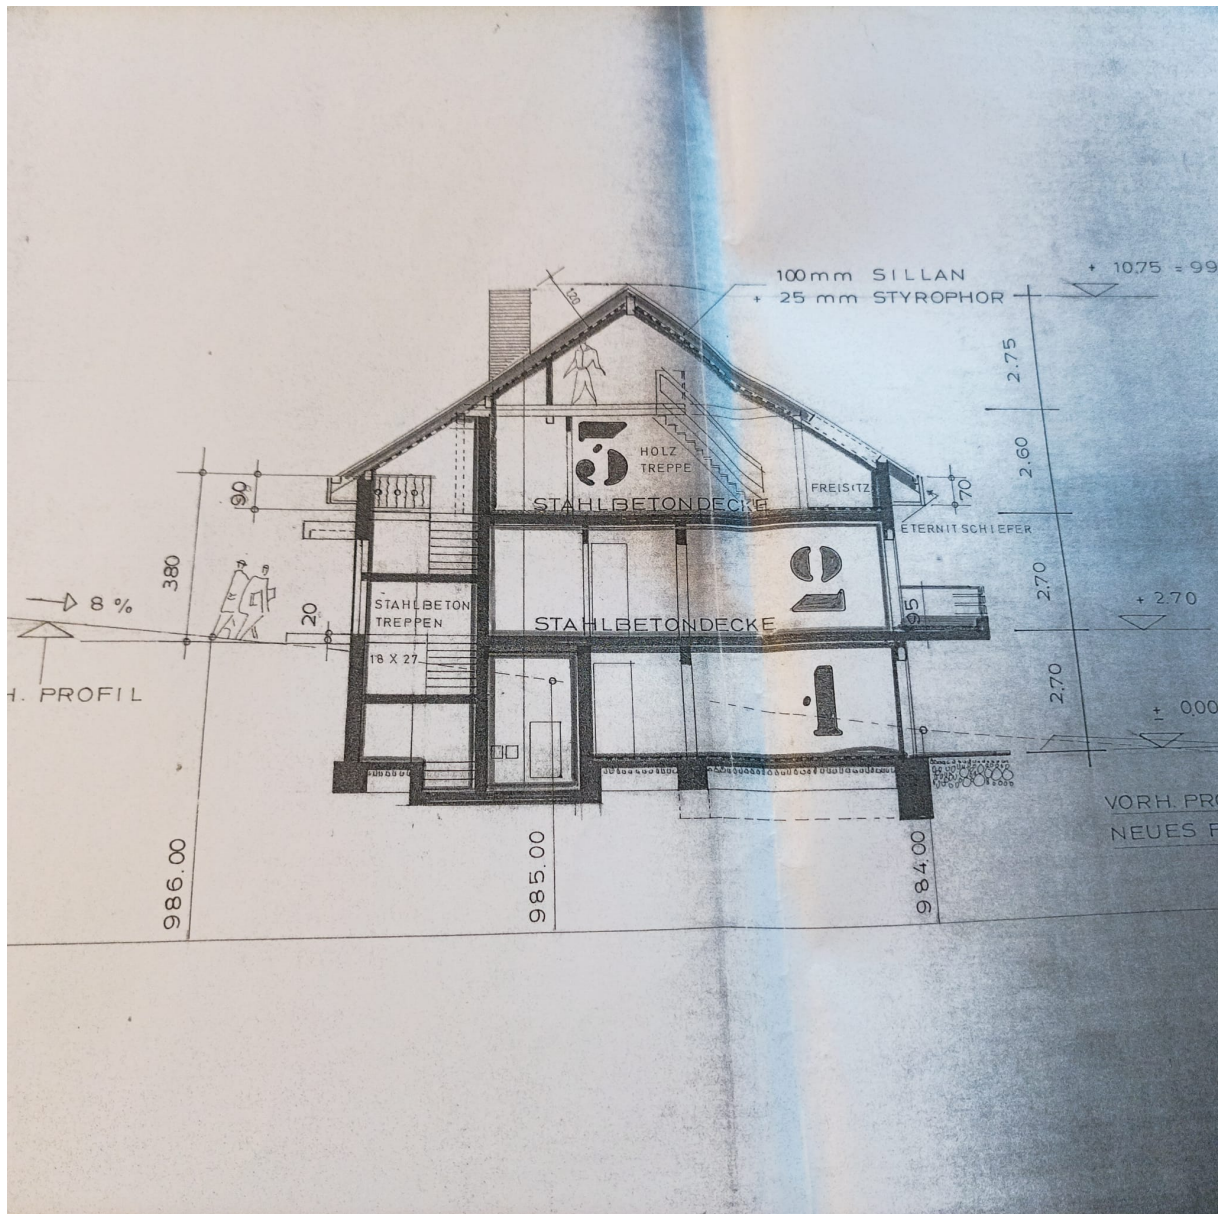 100mm SILLAN
+ 25 mm STYROPHOR
+ 10.75 = 99
120
2.75
HOLZ
TREPPE
2.60
90
FREISITZ
70
STAHLBETONDECKE
ETERNITSCHIEFER
380
8 %
2.70
+ 2.70
STAHLBETON
TREPPEN
20
95
STAHLBETONDECKE
18 X 27
H. PROFIL
2.70
± 0.00
1
VORH. PRO
NEUES F
986.00
985.00
984.00